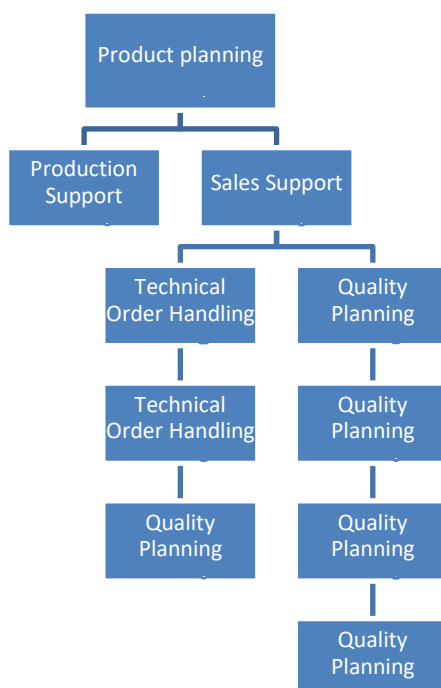 Product planning
Production
Support
Sales Support
Technical
Order Handling
Quality
Planning
Technical
Order Handling
Quality
Planning
Quality
Planning
Quality
Planning
Quality
Planning